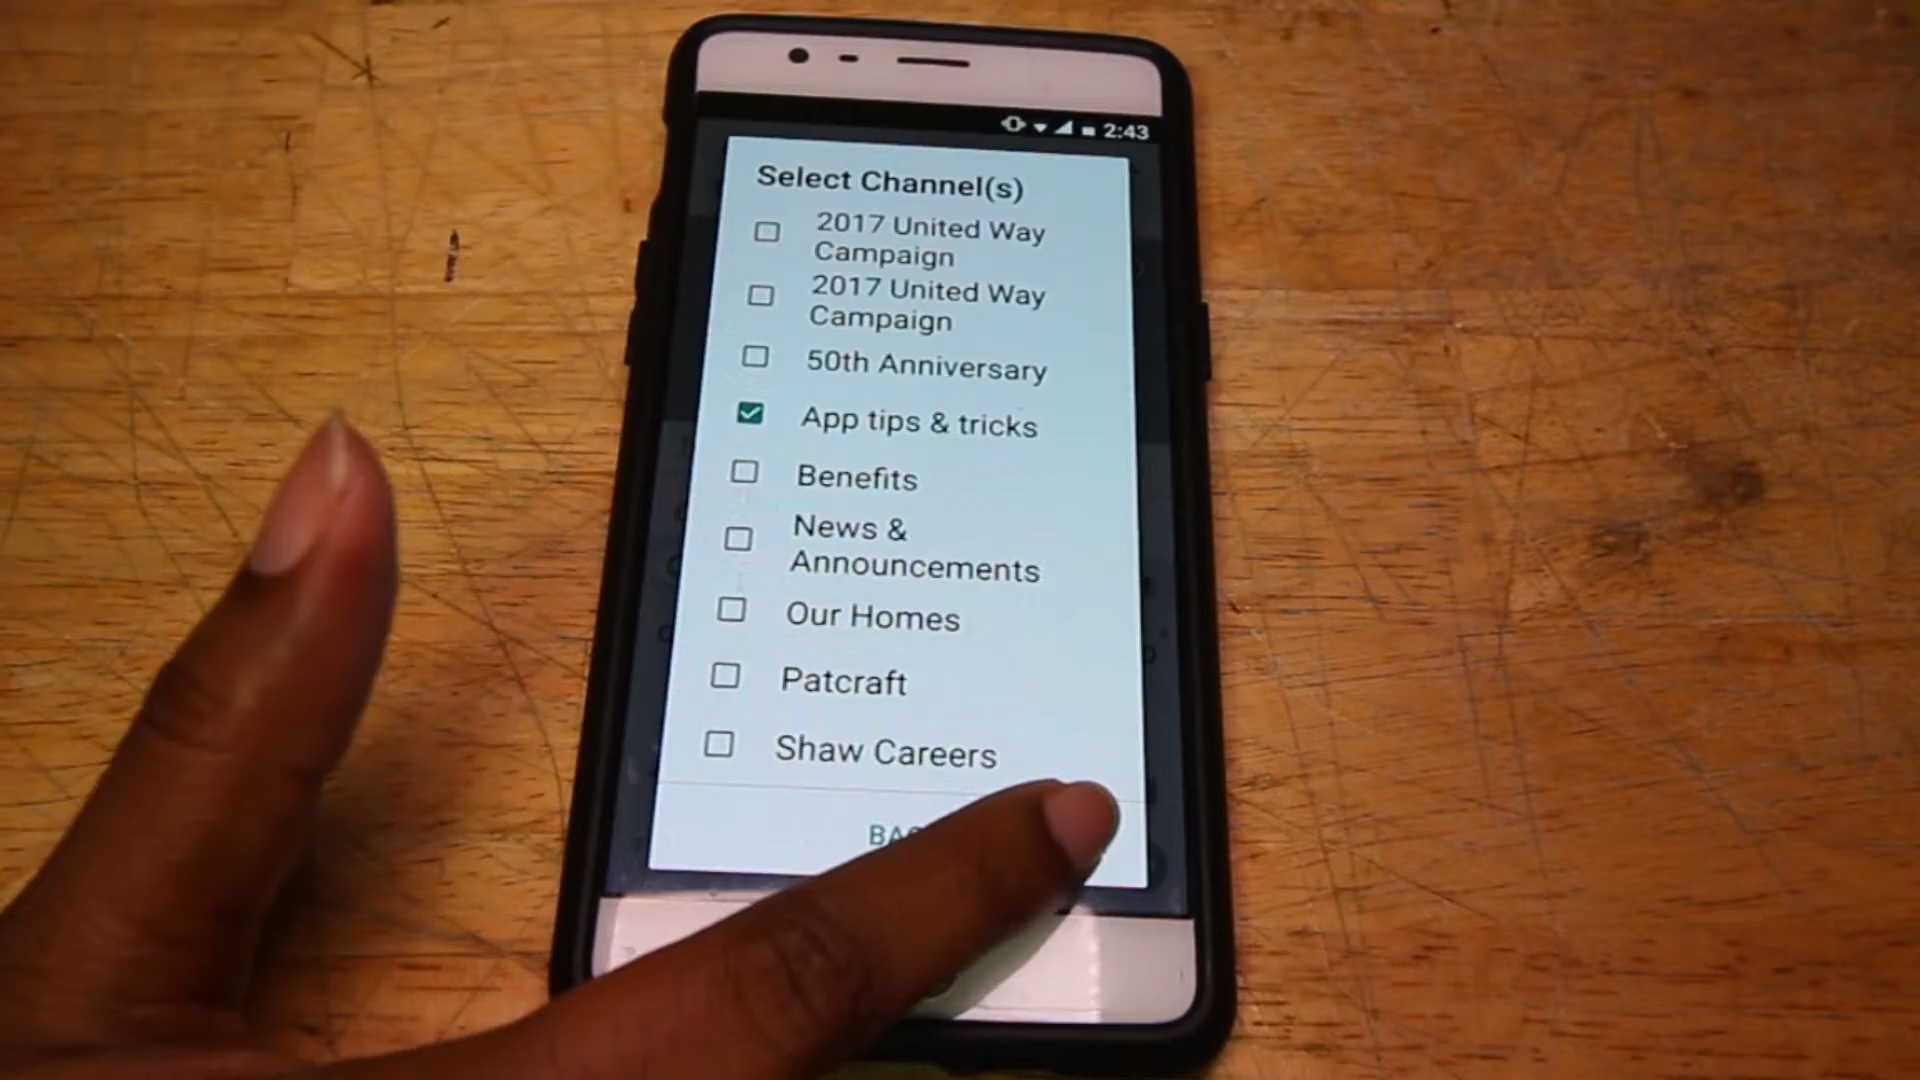 2:43
Select Channel(s)
2017 United Way
Campaign
2017 United Way
Campaign
50th Anniversary
App tips & tricks
Benefits
News &
Announcements
Our Homes
Patcraft
Shaw Careers